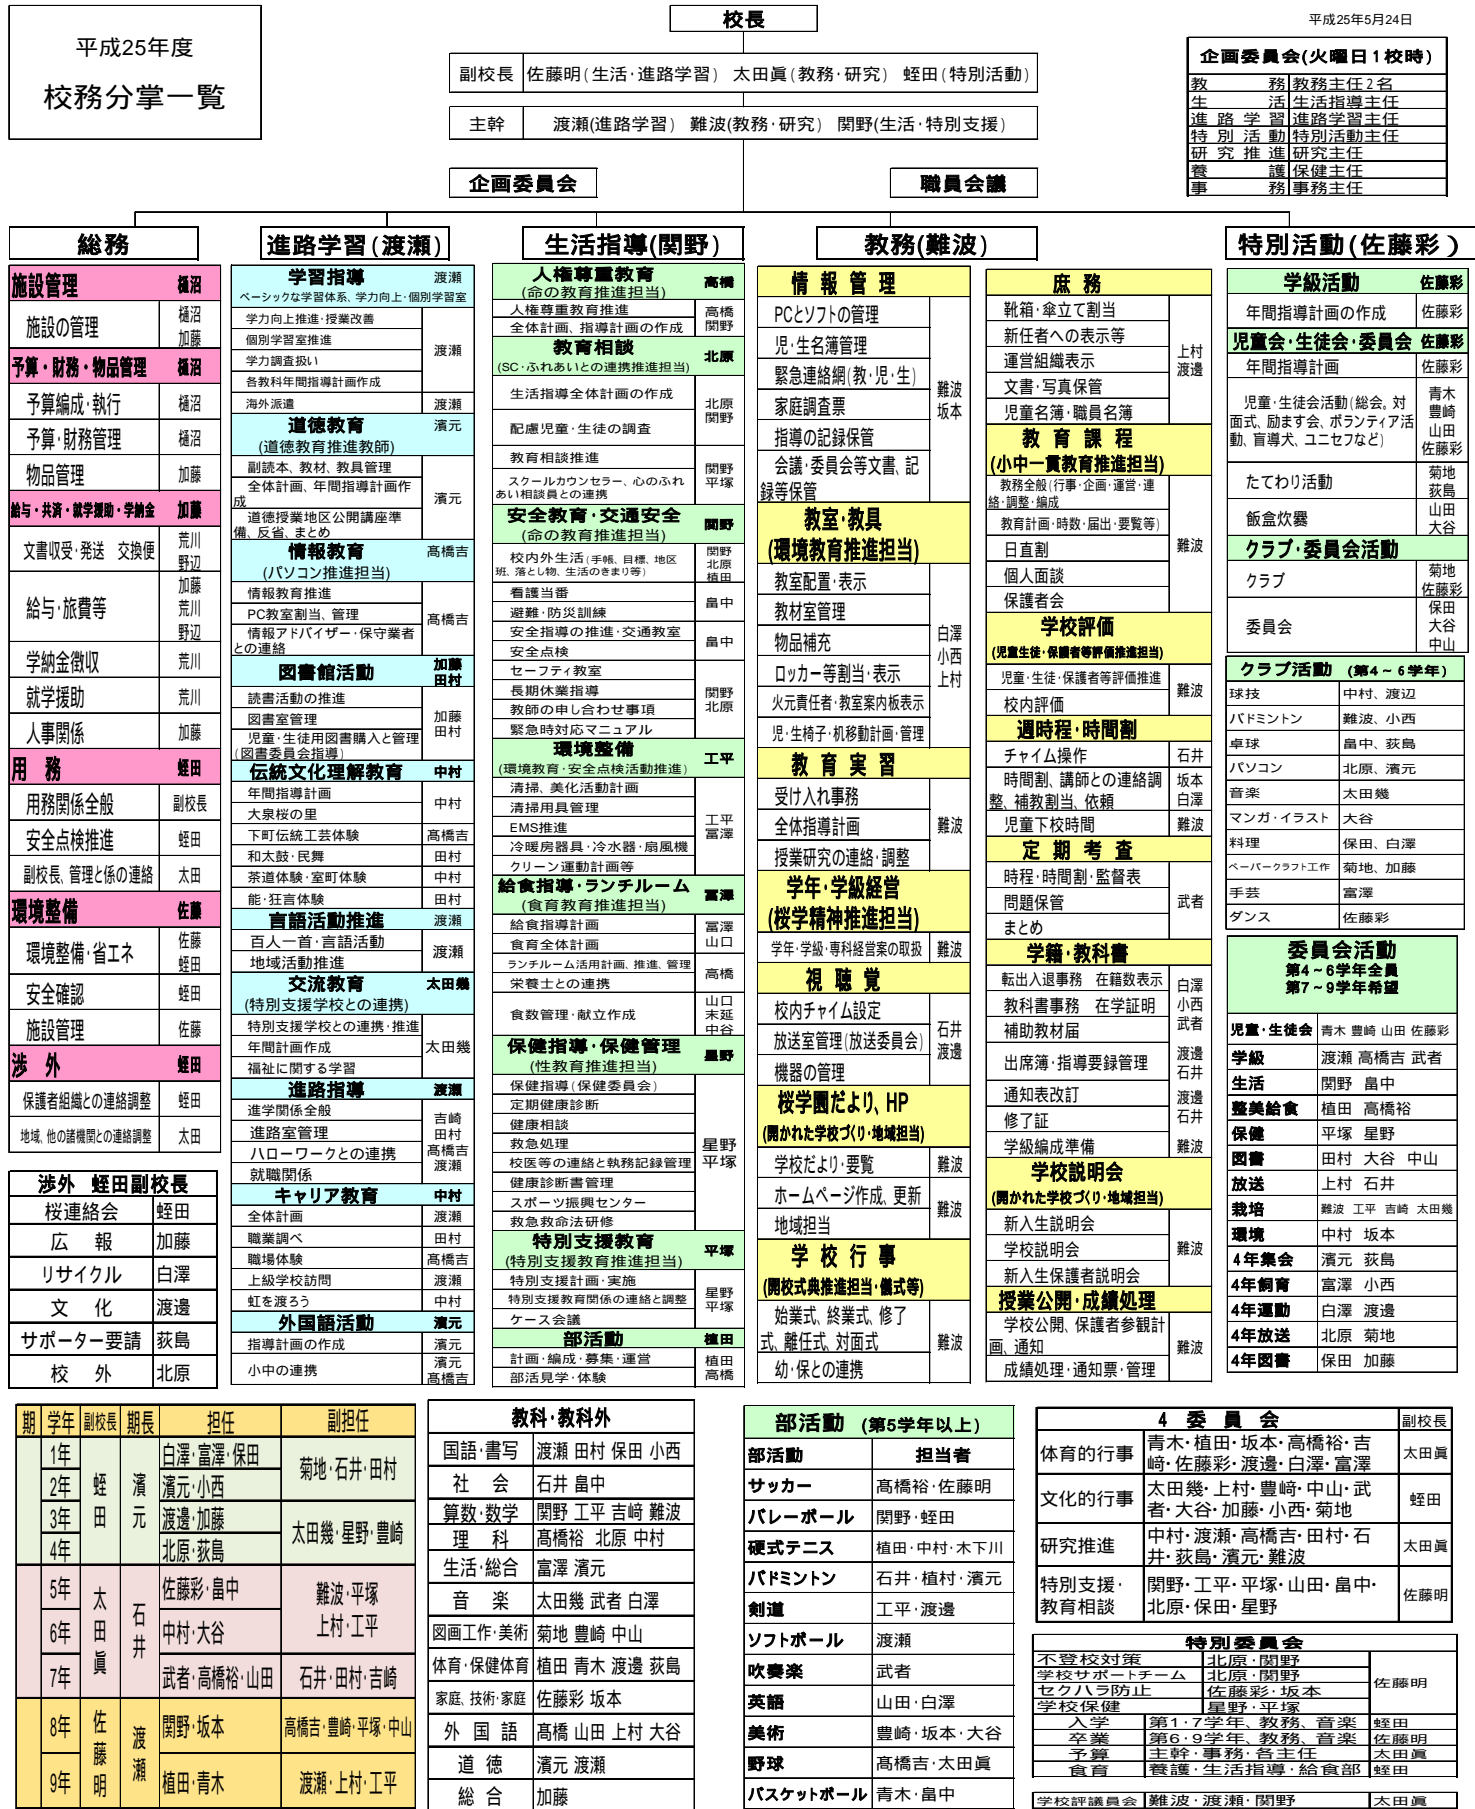 平成25年度
校務分掌一覧
校長
平成25年5月24日
副校長 佐藤明(生活･進路学習) 太田眞(教務･研究) 蛭田(特別活動)
主幹 渡瀬(進路学習) 難波(教務･研究) 関野(生活･特別支援)
企画委員会
職員会議
企画委員会(火曜日1校時)
教務 教務主任2名
生活 生活指導主任
進路学習 進路学習主任
特別活動 特別活動主任
研究推進 研究主任
養護 保健主任
事務 事務主任
総務
施設管理 樋沼
施設の管理 樋沼 加藤
予算・財務・物品管理 樋沼
予算編成･執行 樋沼
予算･財務管理 樋沼
物品管理 加藤
給与・共済・就学援助・学納金 加藤
文書収受･発送 交換便 荒川 野辺
給与･旅費等 加藤 荒川 野辺
学納金徴収 荒川
就学援助 荒川
人事関係 加藤
用 務 蛭田
用務関係全般 副校長
安全点検推進 蛭田
副校長、管理と係の連絡 太田
環境整備 佐藤
環境整備･省エネ 佐藤 蛭田
安全確認 蛭田
施設管理 佐藤
渉 外 蛭田
保護者組織との連絡調整 蛭田
地域、他の諸機関との連絡調整 太田
渉外 蛭田副校長
桜連絡会 蛭田
広 報 加藤
リサイクル 白澤
文 化 渡邊
サポーター要請 荻島
校 外 北原
進路学習(渡瀬)
学習指導 渡瀬
ベーシックな学習体系、学力向上･個別学習室
学力向上推進･授業改善
個別学習室推進
学力調査扱い
各教科年間指導計画作成
渡瀬
海外派遣 渡瀬
道徳教育 濱元
(道徳教育推進教師)
副読本、教材、教具管理
全体計画、年間指導計画作成
道徳授業地区公開講座準備、反省、まとめ
濱元
情報教育 髙橋吉
(パソコン推進担当)
情報教育推進
PC教室割当、管理
情報アドバイザー･保守業者との連絡
髙橋吉
図書館活動 加藤 田村
読書活動の推進
図書室管理
児童･生徒用図書購入と管理(図書委員会指導)
加藤 田村
伝統文化理解教育 中村
年間指導計画
大泉桜の里
中村
下町伝統工芸体験 髙橋吉
和太鼓･民舞 田村
茶道体験･室町体験 中村
能･狂言体験 田村
言語活動推進 渡瀬
百人一首･言語活動
地域活動推進
渡瀬
交流教育 太田幾
(特別支援学校との連携)
特別支援学校との連携･推進
年間計画作成
福祉に関する学習
太田幾
進路指導 渡瀬
進学関係全般
進路室管理
ハローワークとの連携
就職関係
吉崎 田村 髙橋吉 渡瀬
キャリア教育 中村
全体計画 渡瀬
職業調べ 田村
職場体験 髙橋吉
上級学校訪問 渡瀬
虹を渡ろう 中村
外国語活動 濱元
指導計画の作成 濱元
小中の連携 濱元 髙橋吉
生活指導(関野)
人権尊重教育 高橋
(命の教育推進担当)
人権尊重教育推進
全体計画、指導計画の作成
高橋 関野
教育相談 北原
(SC･ふれあいとの連携推進担当)
生活指導全体計画の作成
配慮児童･生徒の調査
北原 関野
教育相談推進
スクールカウンセラー、心のふれあい相談員との連携
関野 平塚
安全教育･交通安全 関野
(命の教育推進担当)
校内外生活(手帳、目標、地区班、落とし物、生活のきまり等)
関野 北原 植田
看護当番
避難･防災訓練
畠中
安全指導の推進･交通教室
安全点検
畠中
セーフティ教室
長期休業指導
教師の申し合わせ事項
緊急時対応マニュアル
関野 北原
環境整備 工平
(環境教育･安全点検活動推進)
清掃、美化活動計画
清掃用具管理
EMS推進
冷暖房器具･冷水器･扇風機
クリーン運動計画等
工平 冨澤
給食指導･ランチルーム 冨澤
(食育教育推進担当)
給食指導計画
食育全体計画
冨澤 山口
ランチルーム活用計画、推進、管理
栄養士との連携
高橋
食数管理･献立作成 山口 末延 中谷
保健指導･保健管理 星野
(性教育推進担当)
保健指導(保健委員会)
定期健康診断
健康相談
救急処理
校医等の連絡と執務記録管理
健康診断書管理
スポーツ振興センター
救急救命法研修
星野 平塚
特別支援教育 平塚
(特別支援教育推進担当)
特別支援計画･実施
特別支援教育関係の連絡と調整
ケース会議
星野 平塚
部活動 植田
計画･編成･募集･運営
部活見学･体験
植田 高橋
教務(難波)
情 報 管 理
PCとソフトの管理
児･生名簿管理
緊急連絡網(教･児･生)
家庭調査票
指導の記録保管
会議･委員会等文書、記録等保管
難波 坂本
教室･教具
(環境教育推進担当)
教室配置･表示
教材室管理
物品補充
ロッカー等割当･表示
火元責任者･教室案内板表示
児･生椅子･机移動計画･管理
白澤 小西 上村
教 育 実 習
受け入れ事務
全体指導計画
授業研究の連絡･調整
難波
学年･学級経営
(桜学精神推進担当)
学年･学級･専科経営案の取扱 難波
視 聴 覚
校内チャイム設定
放送室管理(放送委員会)
機器の管理
石井 渡邊
桜学園だより、HP
(開かれた学校づくり･地域担当)
学校だより･要覧 難波
ホームページ作成、更新
地域担当
難波
学 校 行 事
(開校式典推進担当･儀式等)
始業式、終業式、修了式、離任式、対面式
幼･保との連携
難波
庶 務
靴箱･傘立て割当
新任者への表示等
運営組織表示
文書･写真保管
児童名簿･職員名簿
上村 渡邊
教 育 課 程
(小中一貫教育推進担当)
教務全般(行事･企画･運営･連絡･調整･編成
教育計画･時数･届出･要覧等)
日直割
個人面談
保護者会
難波
学校評価
(児童生徒･保護者等評価推進担当)
児童･生徒･保護者等評価推進
校内評価
難波
週時程･時間割
チャイム操作 石井
時間割、講師との連絡調整、補教割当、依頼 坂本 白澤
児童下校時間 難波
定 期 考 査
時程･時間割･監督表
問題保管
まとめ
武者
学籍･教科書
転出入退事務 在籍数表示
教科書事務 在学証明
補助教材届
白澤 小西 武者
出席簿･指導要録管理 渡邊 石井
通知表改訂
修了証
渡邊 石井
学級編成準備 難波
学校説明会
(開かれた学校づくり･地域担当)
新入生説明会
学校説明会
新入生保護者説明会
難波
授業公開･成績処理
学校公開、保護者参観計画、通知
成績処理･通知票･管理
難波
特別活動(佐藤彩)
学級活動 佐藤彩
年間指導計画の作成 佐藤彩
児童会･生徒会･委員会 佐藤彩
年間指導計画 佐藤彩
児童･生徒会活動(総会。対面式、励ます会、ボランティア活動、盲導犬、ユニセフなど)
青木 豊崎 山田 佐藤彩
たてわり活動 菊地 荻島
飯盒炊爨 山田 大谷
クラブ･委員会活動
クラブ 菊地 佐藤彩
委員会 保田 大谷 中山
クラブ活動 (第4～6学年)
球技 中村、渡辺
バドミントン 難波、小西
卓球 畠中、荻島
パソコン 北原、濱元
音楽 太田幾
マンガ･イラスト 大谷
料理 保田、白澤
ペーパークラフト工作 菊地、加藤
手芸 富澤
ダンス 佐藤彩
委員会活動
第4～6学年全員
第7～9学年希望
児童･生徒会 青木 豊崎 山田 佐藤彩
学級 渡瀬 高橋吉 武者
生活 関野 畠中
整美給食 植田 高橋裕
保健 平塚 星野
図書 田村 大谷 中山
放送 上村 石井
栽培 難波 工平 吉崎 太田幾
環境 中村 坂本
4年集会 濱元 荻島
4年飼育 富澤 小西
4年運動 白澤 渡邊
4年放送 北原 菊地
4年図書 保田 加藤
期 学年 副校長 期長 担任 副担任
1年 白澤･富澤･保田
2年 濱元･小西
菊地･石井･田村
3年 渡邊･加藤
4年 北原･荻島
太田幾･星野･豊崎
蛭田 濱元
5年 佐藤彩･畠中
6年 中村･大谷
難波･平塚
上村･工平
7年 武者･高橋裕･山田 石井･田村･吉崎
太田眞 石井
8年 関野･坂本 高橋吉･豊崎･平塚･中山
9年 植田･青木 渡瀬･上村･工平
佐藤明 渡瀬
教科･教科外
国語･書写 渡瀬 田村 保田 小西
社 会 石井 畠中
算数･数学 関野 工平 吉﨑 難波
理 科 髙橋裕 北原 中村
生活･総合 富澤 濱元
音 楽 太田幾 武者 白澤
図画工作･美術 菊地 豊崎 中山
体育･保健体育 植田 青木 渡邊 荻島
家庭、技術･家庭 佐藤彩 坂本
外 国 語 髙橋 山田 上村 大谷
道 徳 濱元 渡瀬
総 合 加藤
部活動 (第5学年以上)
部活動 担当者
サッカー 髙橋裕･佐藤明
バレーボール 関野･蛭田
硬式テニス 植田･中村･木下川
バドミントン 石井･植村･濱元
剣道 工平･渡邊
ソフトボール 渡瀬
吹奏楽 武者
英語 山田･白澤
美術 豊崎･坂本･大谷
野球 髙橋吉･太田眞
バスケットボール 青木･畠中
4 委 員 会 副校長
体育的行事 青木･植田･坂本･高橋裕･吉﨑･佐藤彩･渡邊･白澤･富澤 太田眞
文化的行事 太田幾･上村･豊崎･中山･武者･大谷･加藤･小西･菊地 蛭田
研究推進 中村･渡瀬･高橋吉･田村･石井･荻島･濱元･難波 太田眞
特別支援･教育相談 関野･工平･平塚･山田･畠中･北原･保田･星野 佐藤明
特別委員会
不登校対策 北原･関野
学校サポートチーム 北原･関野
セクハラ防止 佐藤彩･坂本
学校保健 星野･平塚
佐藤明
入学 第1･7学年、教務、音楽 蛭田
卒業 第6･9学年、教務、音楽 佐藤明
予算 主幹･事務･各主任 太田眞
食育 養護･生活指導･給食部 蛭田
学校評議員会 難波･渡瀬･関野 太田眞